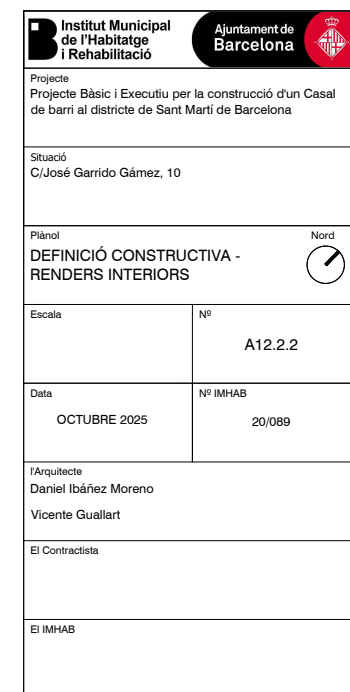 Institut Municipal
de l'Habitatge
i Rehabilitació
Ajuntament de
Barcelona
Projecte
Projecte Bàsic i Executiu per la construcció d'un Casal
de barri al districte de Sant Martí de Barcelona
Situació
C/José Garrido Gámez, 10
Plànol
Nord
DEFINICIÓ CONSTRUCTIVA -
RENDERS INTERIORS
Escala
Nº
A12.2.2
Data
Nº IMHAB
OCTUBRE 2025
20/089
l'Arquitecte
Daniel Ibáñez Moreno
Vicente Guallart
El Contractista
El IMHAB